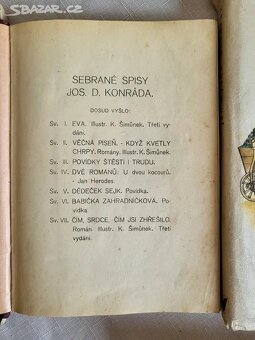 SBAZAR.CZ
SEBRANÉ SPISY
JOS. D. KONRÁDA.
DOSUD VYŠLO:
Sv. I. EVA. Illustr. K. Šimůnek. Třetí vy-
dání.
Sv. II. VĚČNÁ PÍSEŇ. - KDYŽ KVETLY
CHRPY. Romány. Illustr. K. Šimůnek.
Sv. III. POVÍDKY ŠTĚSTÍ I TRUDU.
Sv. IV. DVĚ ROMANŮ: U dvou kocourů.
- Jan Herodes.
Sv. V. DĚDEČEK SEJK. Povídka.
Sv. VI. BABIČKA ZAHRADNÍČKOVÁ. Po-
vídka.
Sv. VII. ČÍM, SRDCE, ČÍM JSI ZHŘEŠILO.
Román. Illustr. K. Šimůnek. Třetí
vydání.